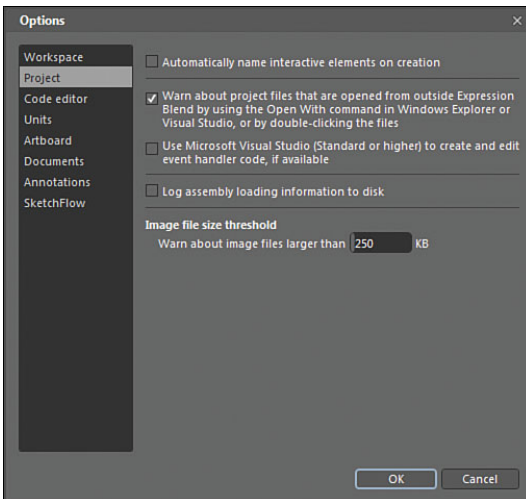 Options
Workspace
Project
Code editor
Units
Artboard
Documents
Annotations
SketchFlow
Automatically name interactive elements on creation
Warn about project files that are opened from outside Expression
Blend by using the Open With command in Windows Explorer or
Visual Studio, or by double-clicking the files
Use Microsoft Visual Studio (Standard or higher) to create and edit
event handler code, if available
Log assembly loading information to disk
Image file size threshold
Warn about image files larger than 250 KB
OK Cancel